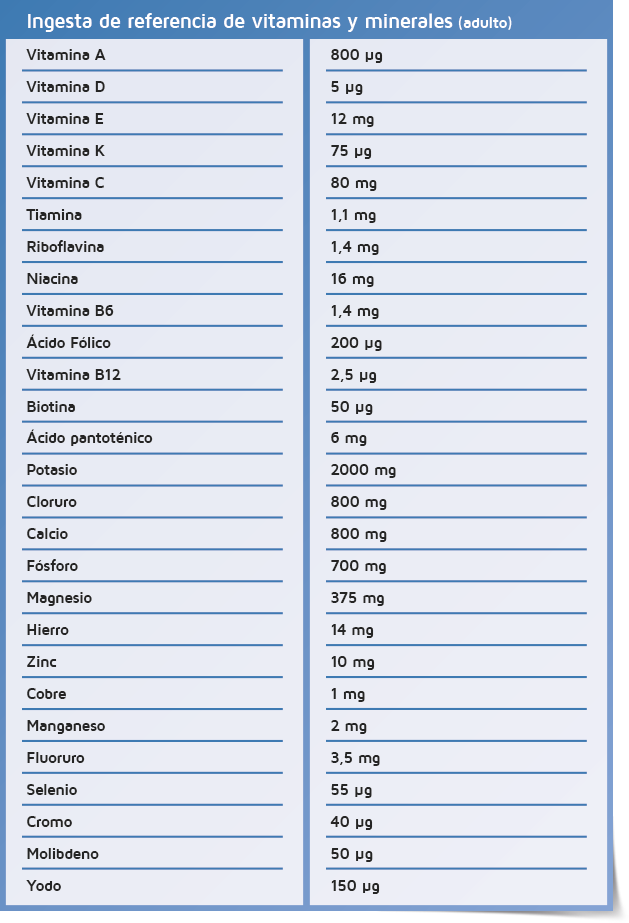 Ingesta de referencia de vitaminas y minerales (adulto)
Vitamina A 800 µg
Vitamina D 5 µg
Vitamina E 12 mg
Vitamina K 75 µg
Vitamina C 80 mg
Tiamina 1,1 mg
Riboflavina 1,4 mg
Niacina 16 mg
Vitamina B6 1,4 mg
Ácido Fólico 200 µg
Vitamina B12 2,5 µg
Biotina 50 µg
Ácido pantoténico 6 mg
Potasio 2000 mg
Cloruro 800 mg
Calcio 800 mg
Fósforo 700 mg
Magnesio 375 mg
Hierro 14 mg
Zinc 10 mg
Cobre 1 mg
Manganeso 2 mg
Fluoruro 3,5 mg
Selenio 55 µg
Cromo 40 µg
Molibdeno 50 µg
Yodo 150 µg